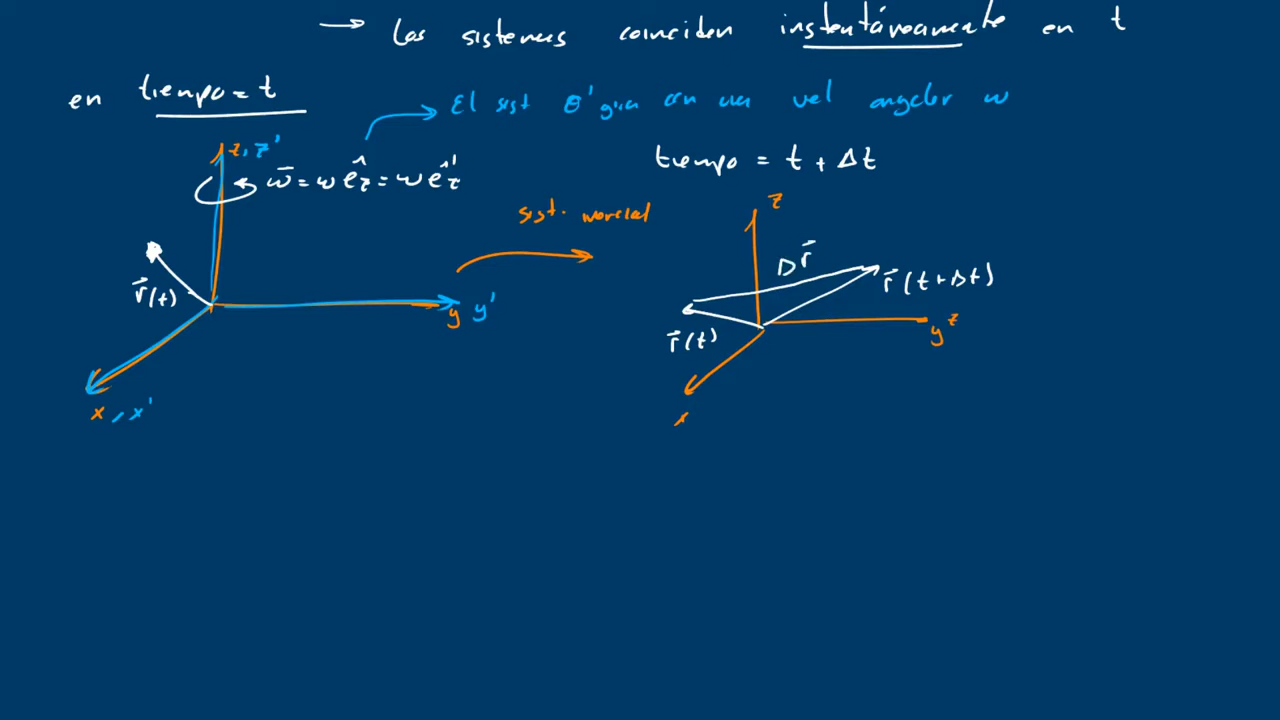 → Los sistemas coinciden instantáneamente en t
en tiempo = t
El sist O' gira con una vel angular w
z, z'
w̄ = w ê_z = w ê'_z
tiempo = t + Δt
sist. inercial
z
Δr⃗
r⃗(t)
r⃗(t+Δt)
y y'
r⃗(t)
y z
x, x'
x